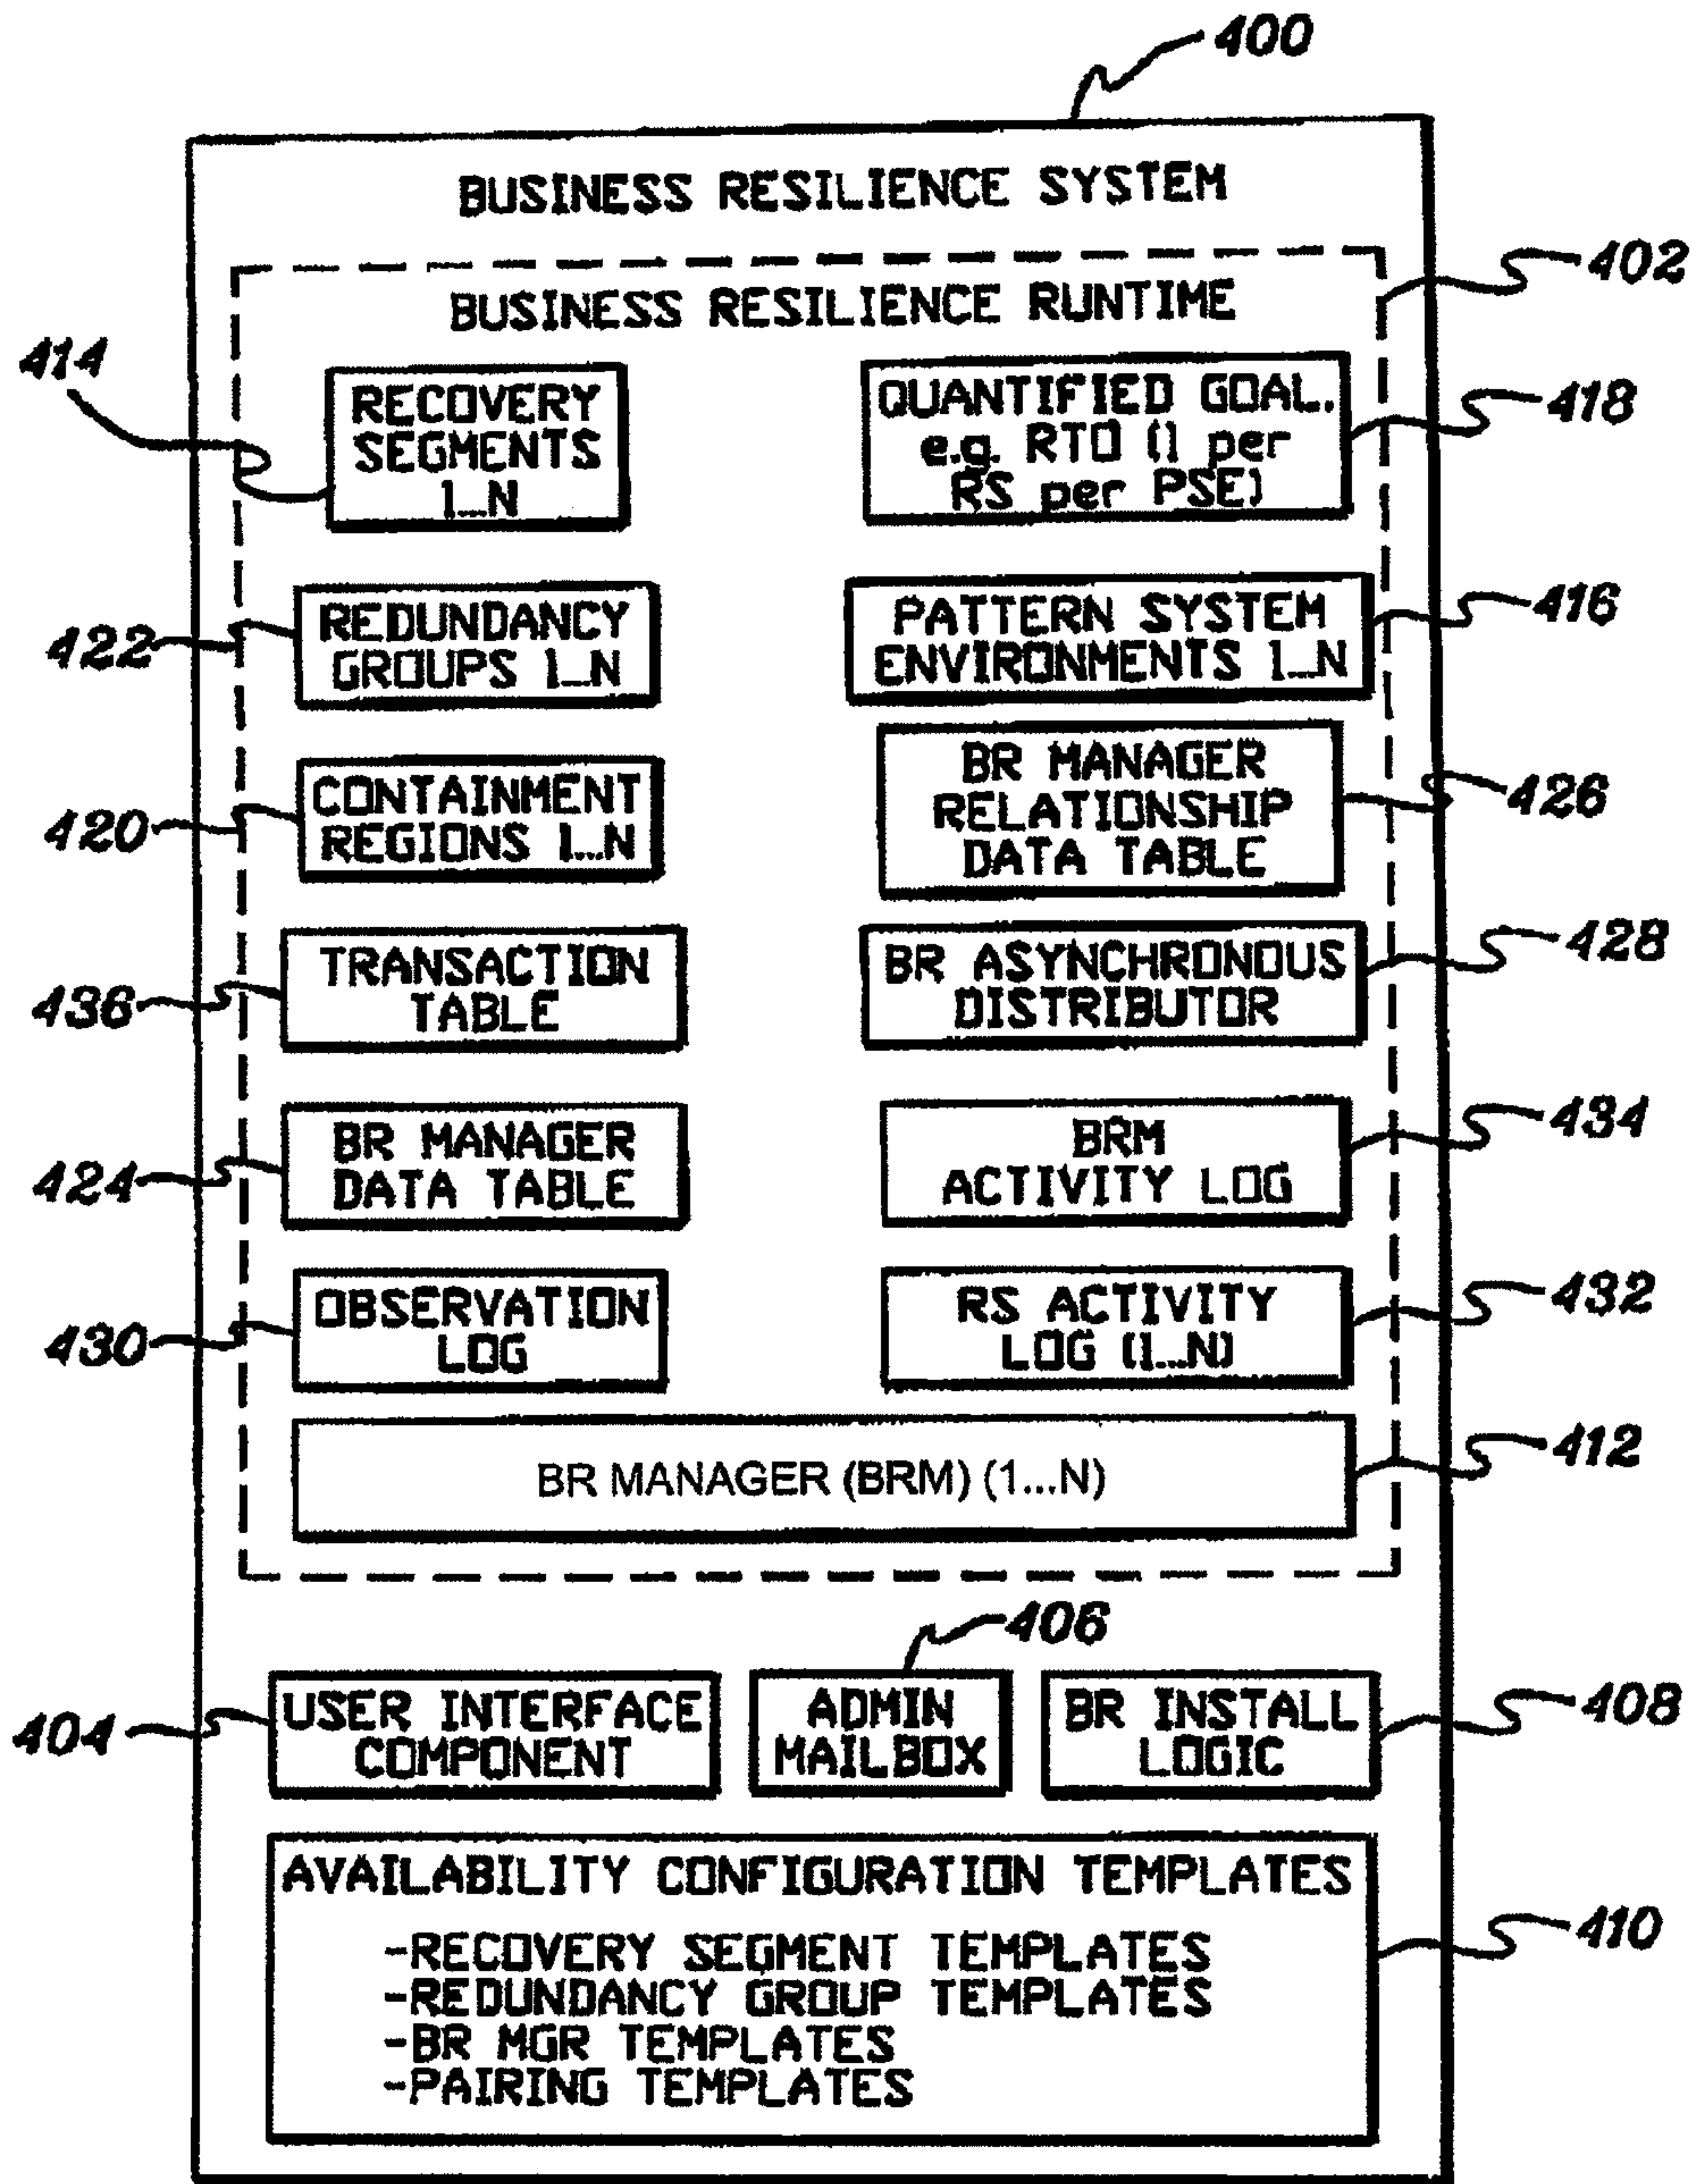 400
BUSINESS RESILIENCE SYSTEM
402
BUSINESS RESILIENCE RUNTIME
414
RECOVERY
SEGMENTS
1...N
QUANTIFIED GOAL.
e.g. RTO (1 per
RS per PSE)
418
422
REDUNDANCY
GROUPS 1...N
PATTERN SYSTEM
ENVIRONMENTS 1...N
416
420
CONTAINMENT
REGIONS 1...N
BR MANAGER
RELATIONSHIP
DATA TABLE
426
436
TRANSACTION
TABLE
BR ASYNCHRONOUS
DISTRIBUTOR
428
424
BR MANAGER
DATA TABLE
BRM
ACTIVITY LOG
434
430
OBSERVATION
LOG
RS ACTIVITY
LOG (1...N)
432
BR MANAGER (BRM) (1...N)
412
406
404
USER INTERFACE
COMPONENT
ADMIN
MAILBOX
BR INSTALL
LOGIC
408
AVAILABILITY CONFIGURATION TEMPLATES
-RECOVERY SEGMENT TEMPLATES
-REDUNDANCY GROUP TEMPLATES
-BR MGR TEMPLATES
-PAIRING TEMPLATES
410